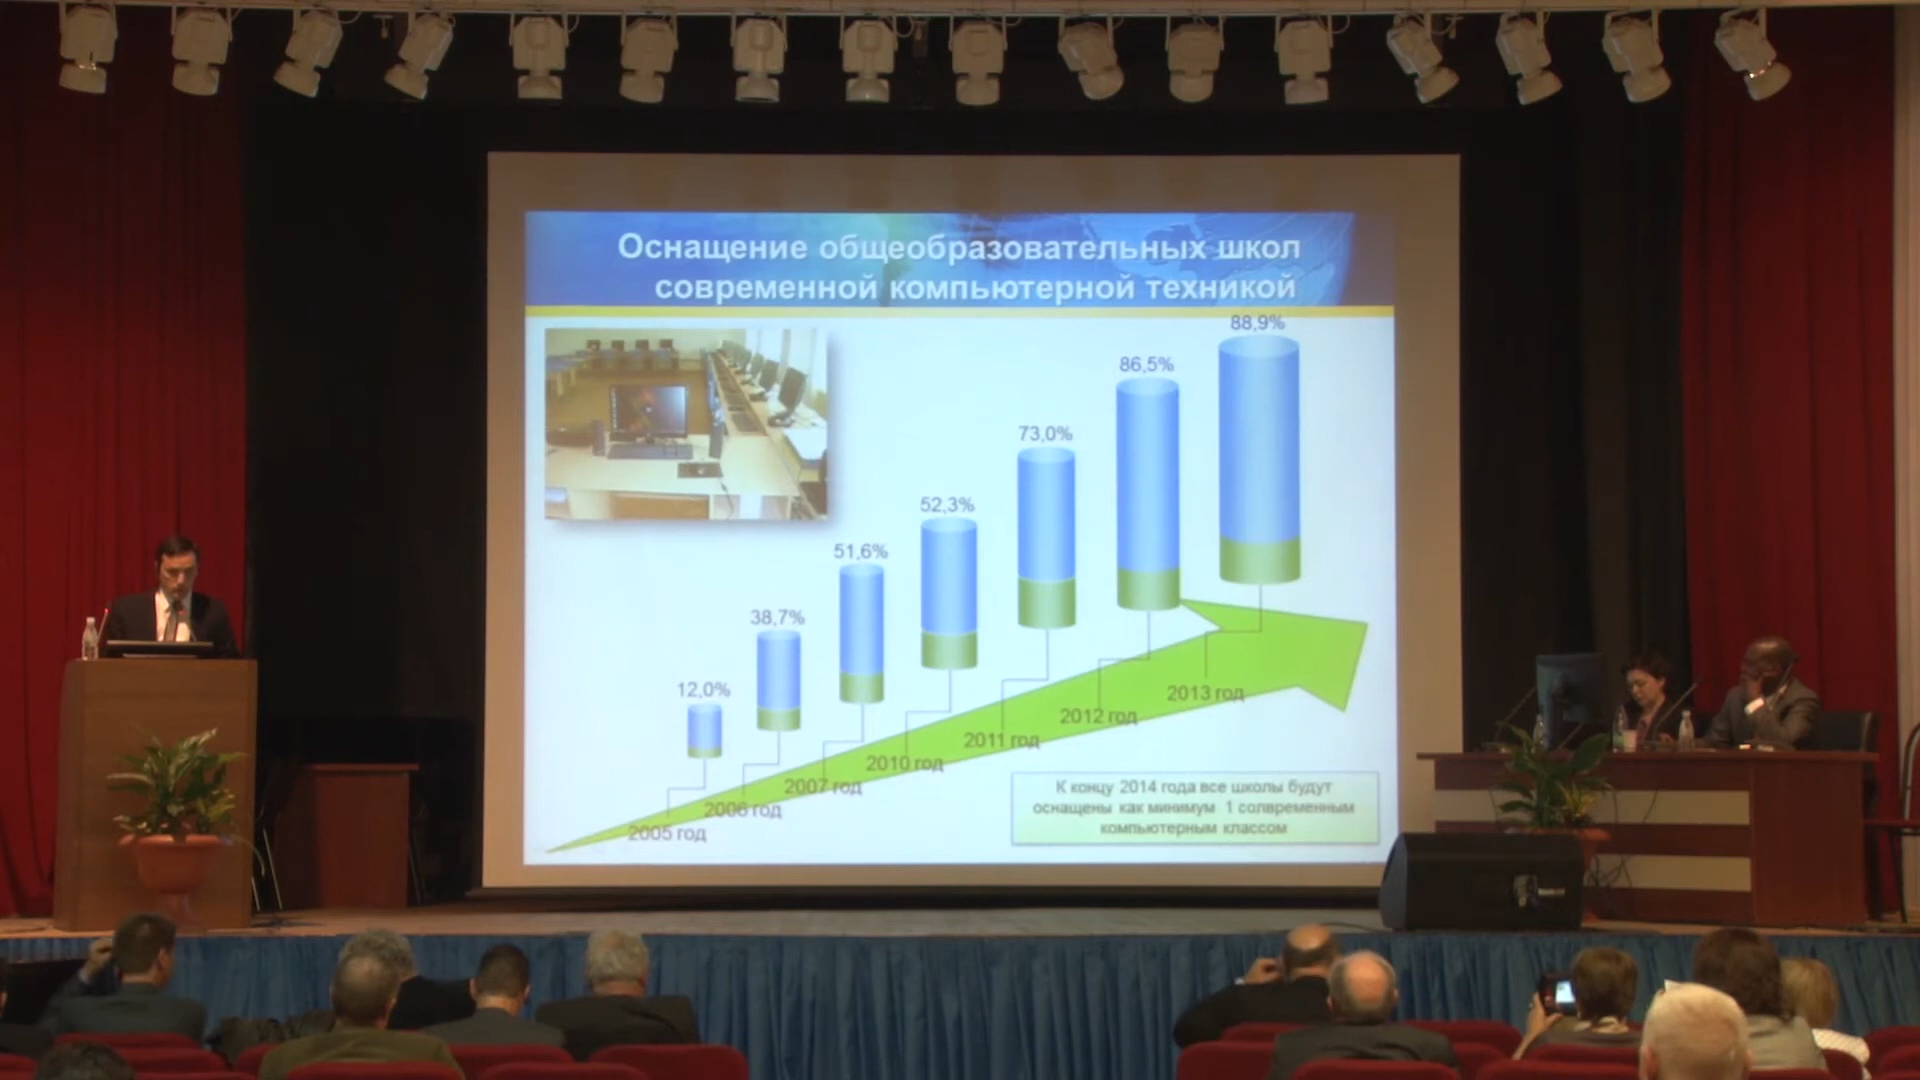 Оснащение общеобразовательных школ
современной компьютерной техникой
88,9%
86,5%
73,0%
52,3%
51,6%
38,7%
12,0%
2013 год
2012 год
2011 год
2010 год
2007 год
2006 год
2005 год
К концу 2014 года все школы будут
оснащены как минимум 1 солвременным
компьютерным классом